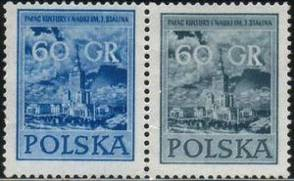 PAŁAC KULTURY I NAUKI IM. J. STALINA
60 GR
POLSKA
PAŁAC KULTURY I NAUKI IM. J. STALINA
60 GR
POLSKA